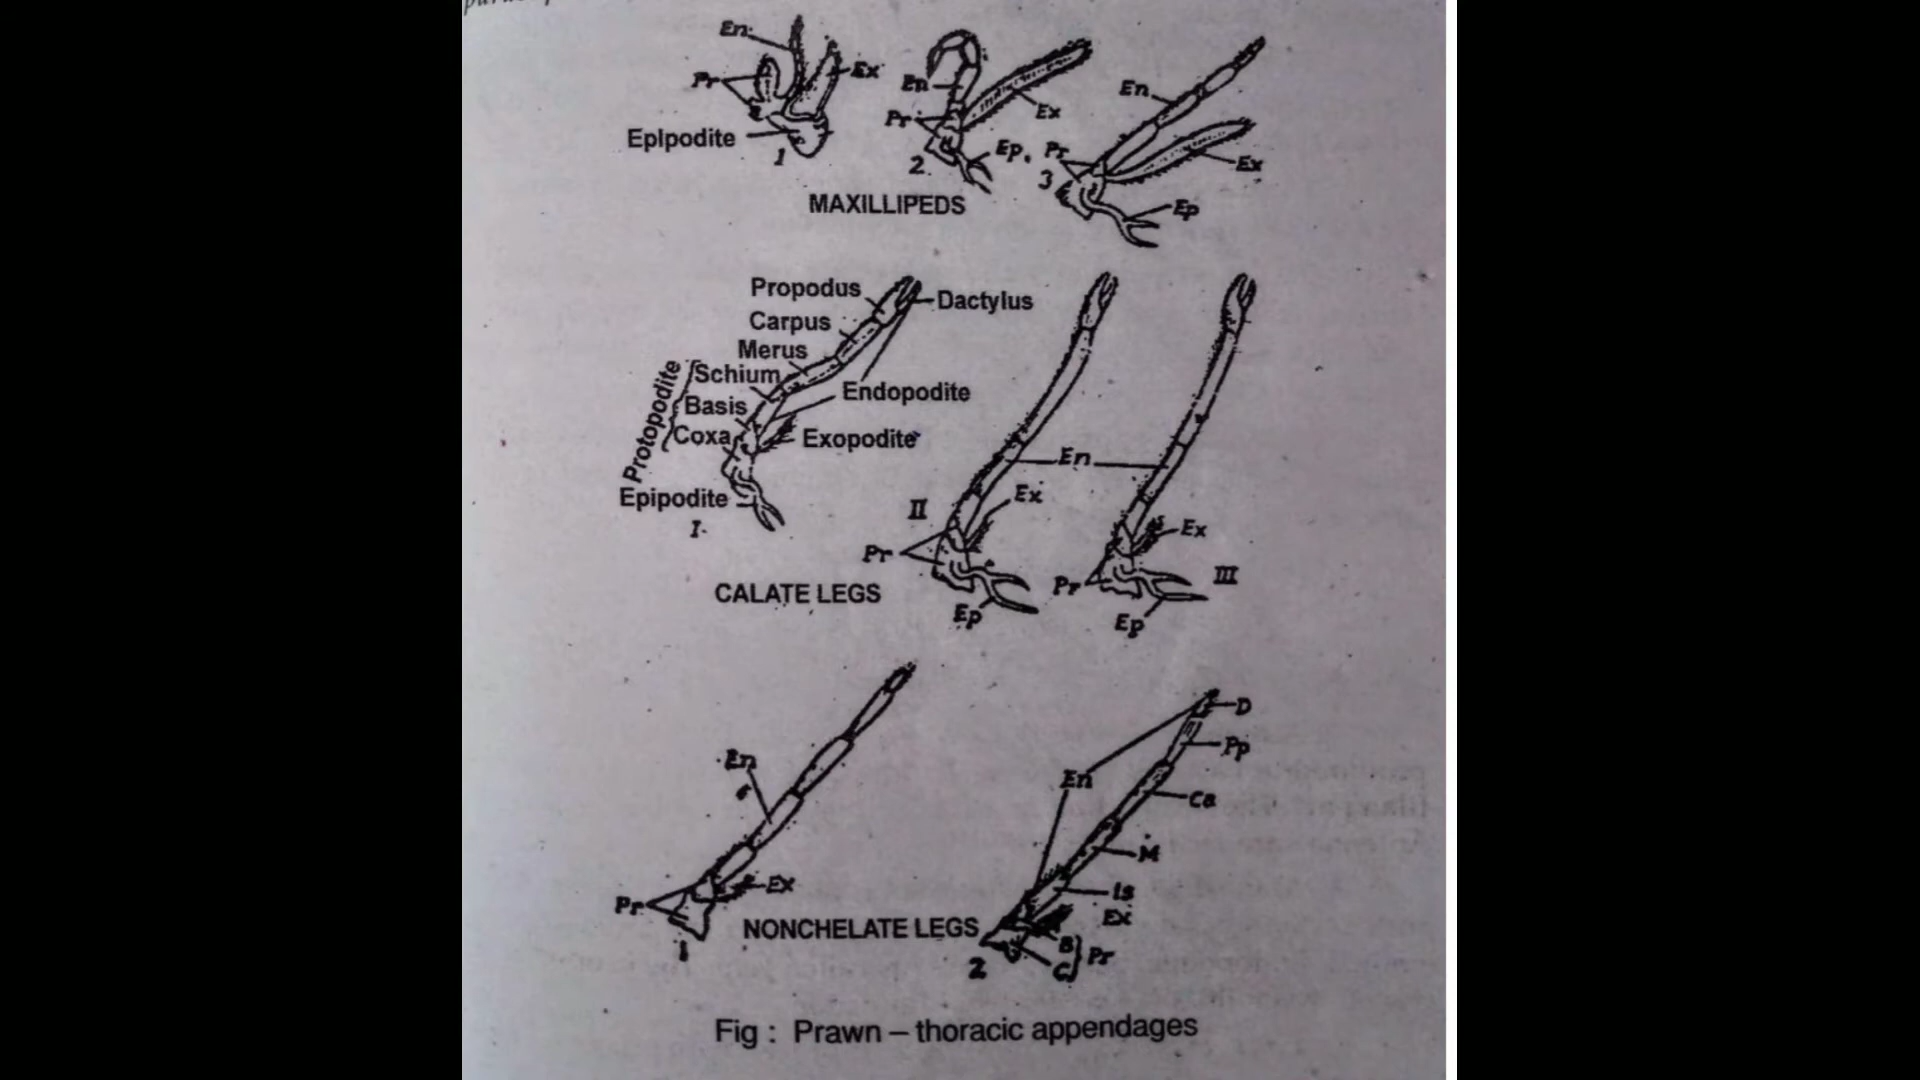 En
Pr
Ex
Epipodite
1
En
Pr
Ex
Ep.
2
En
Pr
Ex
3
Ep
MAXILLIPEDS
Propodus
Dactylus
Carpus
Merus
Schium
Endopodite
Basis
Protopodite
Coxa
Exopodite
Epipodite
I.
En
Ex
II
Pr
Ep
Ex
III
Pr
Ep
CALATE LEGS
En
Ex
Pr
1
NONCHELATE LEGS
D
Pp
En
Ca
M
Is
Ex
B
Pr
C
2
Fig : Prawn – thoracic appendages